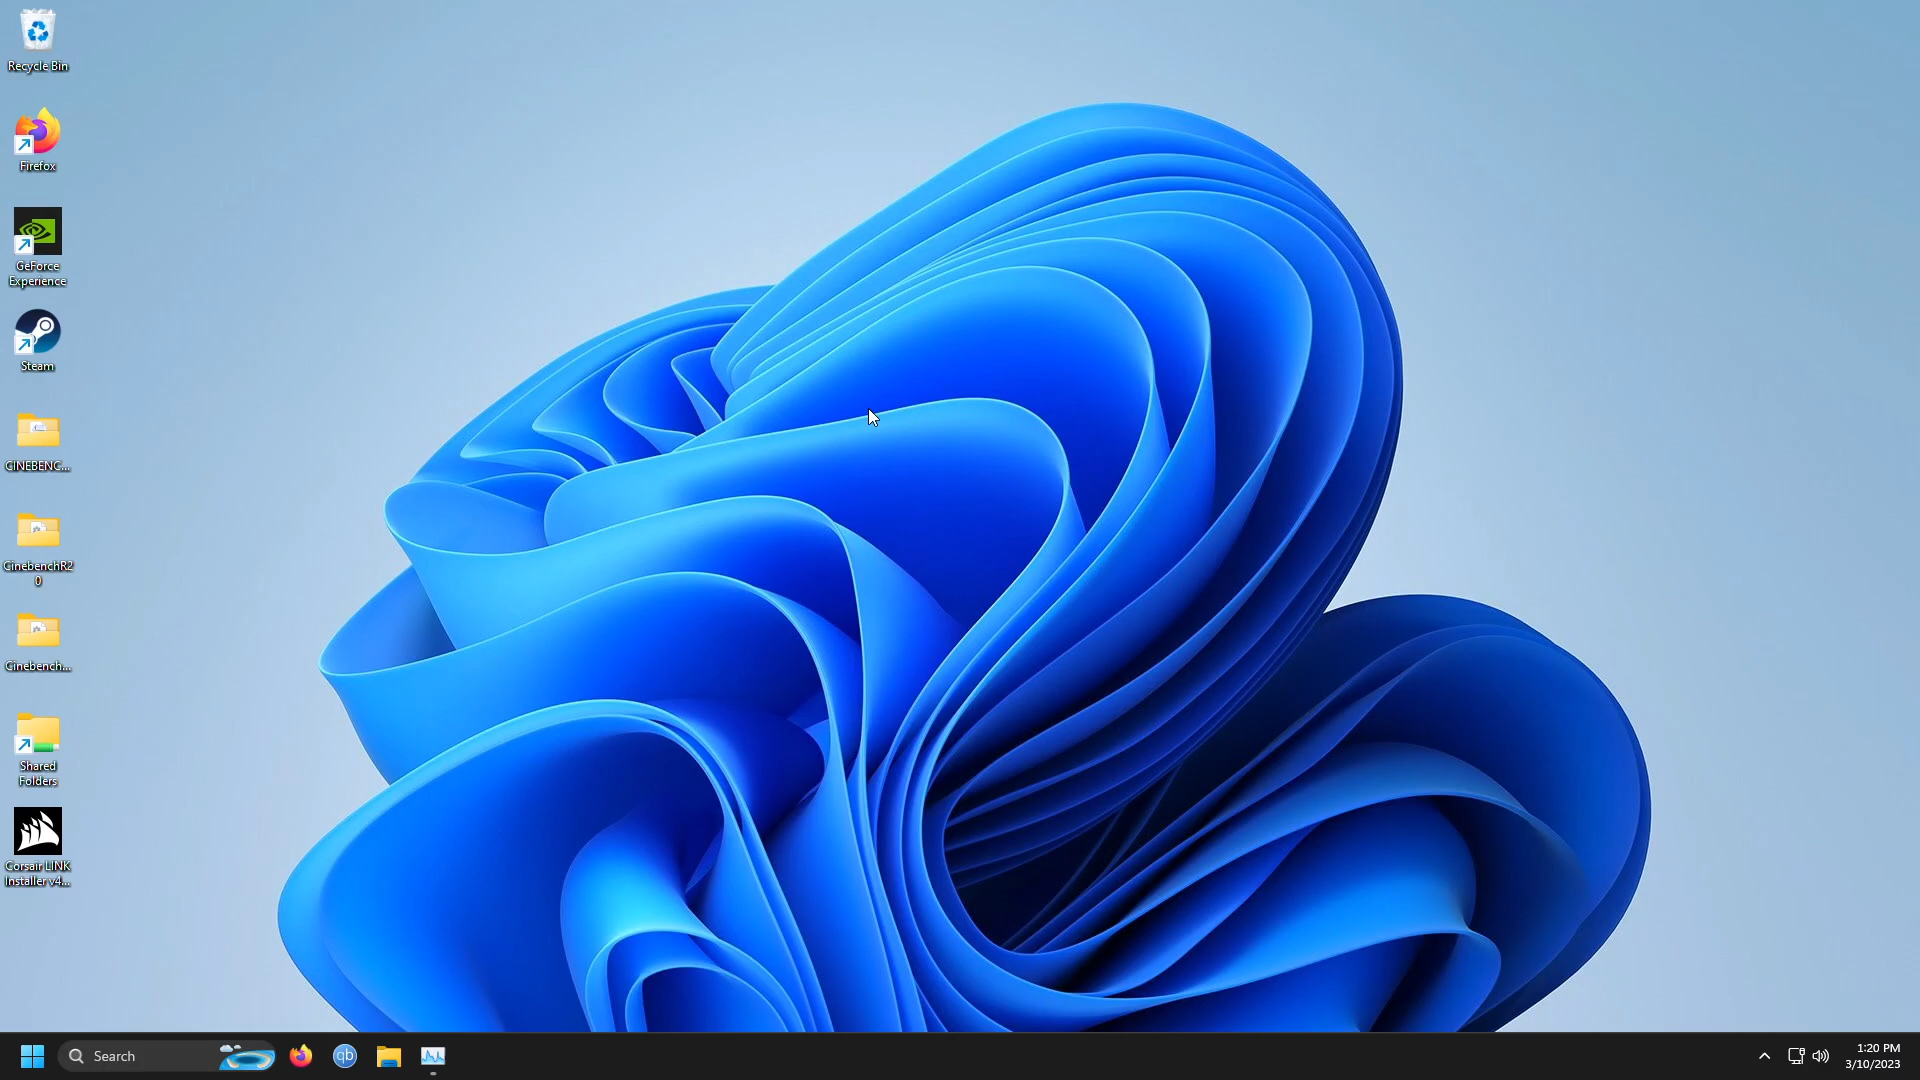 Recycle Bin
Firefox
GeForce
Experience
Steam
CINEBENC...
CinebenchR2
0
Cinebench...
Shared
Folders
Corsair LINK
Installer v4...
Search
qb
1:20 PM
3/10/2023